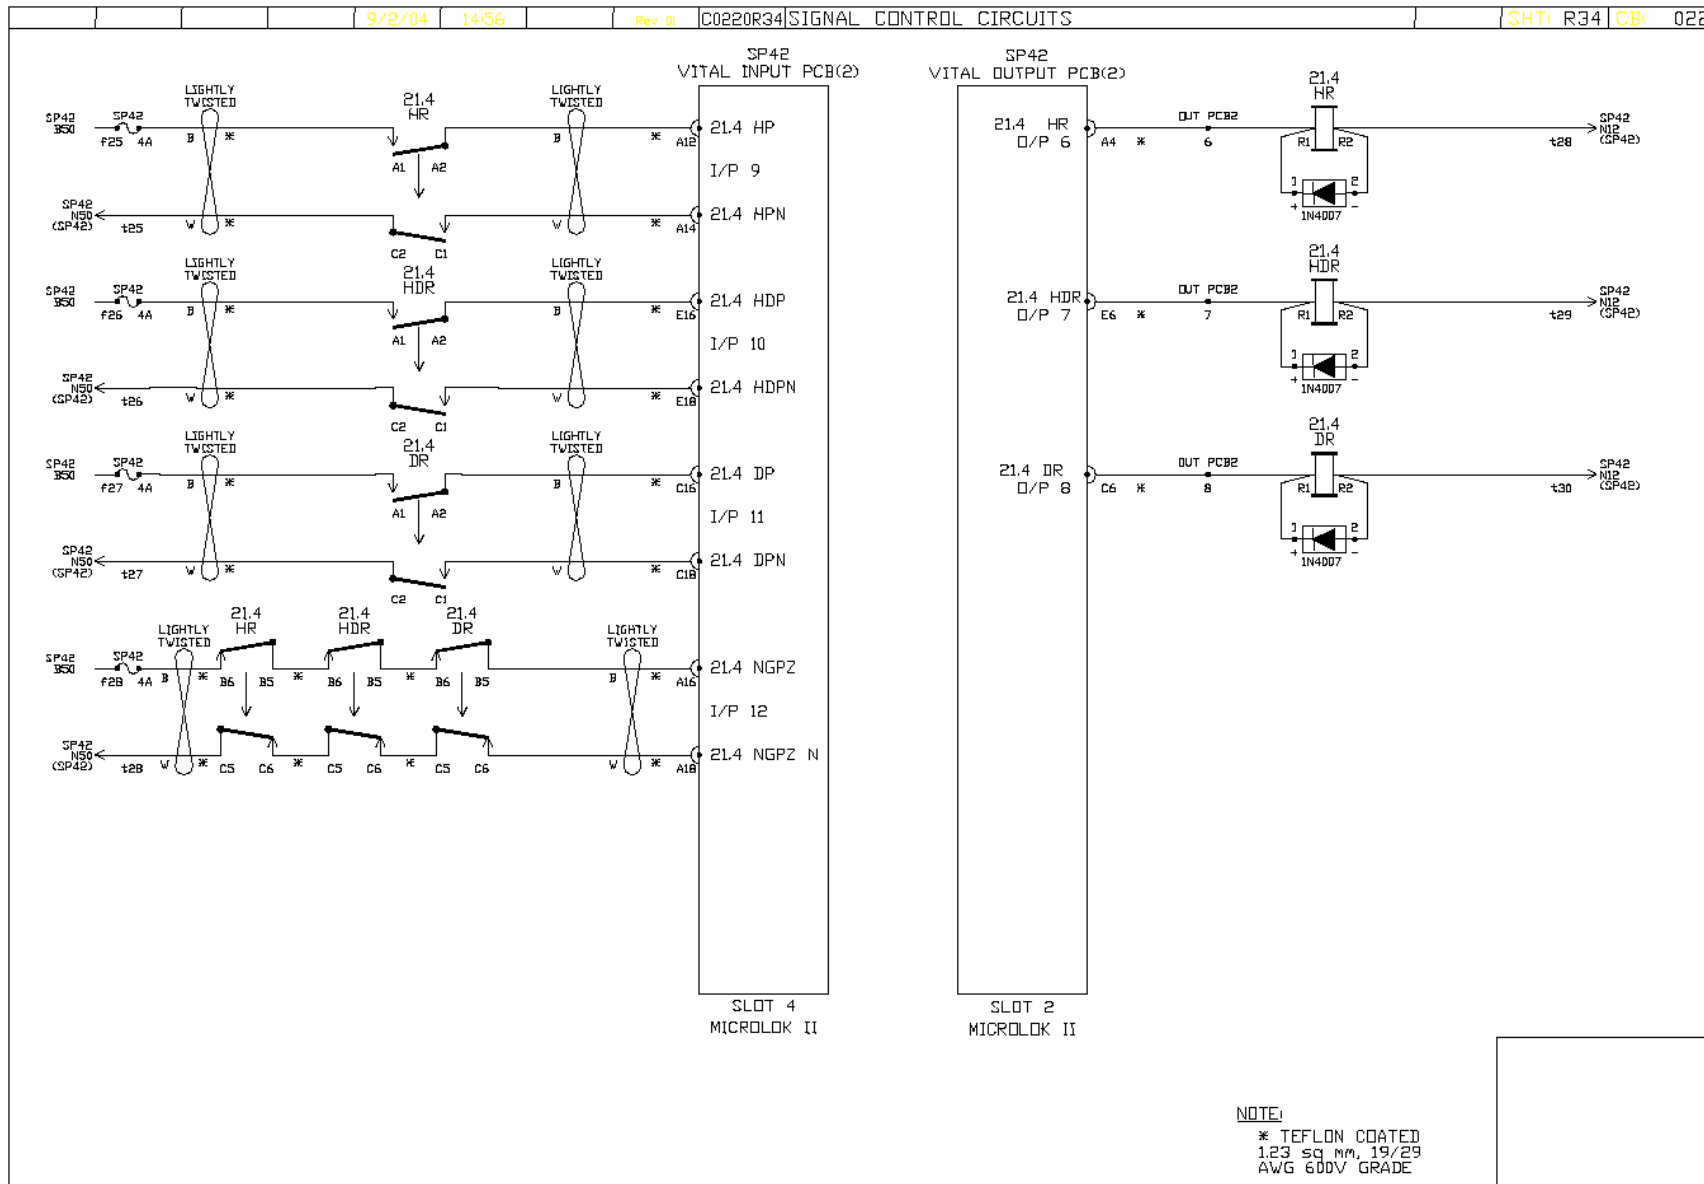 9/2/04 14:56 Rev 01 C0220R34 SIGNAL CONTROL CIRCUITS SHT: R34 CB: 022
SP42
VITAL INPUT PCB(2)
LIGHTLY
TWISTED
21.4
HR
LIGHTLY
TWISTED
SP42
B50
SP42
f25 4A
B *
A1 A2
B *
A12
21.4 HP
I/P 9
SP42
N50
(SP42)
t25
W *
C2 C1
W *
A14
21.4 HPN
LIGHTLY
TWISTED
21.4
HDR
LIGHTLY
TWISTED
SP42
B50
SP42
f26 4A
B *
A1 A2
B *
E16
21.4 HDP
I/P 10
SP42
N50
(SP42)
t26
W *
C2 C1
W *
E18
21.4 HDPN
LIGHTLY
TWISTED
21.4
DR
LIGHTLY
TWISTED
SP42
B50
SP42
f27 4A
B *
A1 A2
B *
C16
21.4 DP
I/P 11
SP42
N50
(SP42)
t27
W *
C2 C1
W *
C18
21.4 DPN
LIGHTLY
TWISTED
21.4
HR
21.4
HDR
21.4
DR
LIGHTLY
TWISTED
SP42
B50
SP42
f28 4A
B * B6 B5 * B6 B5 * B6 B5 B *
A16
21.4 NGPZ
I/P 12
SP42
N50
(SP42)
t28
W * C5 C6 * C5 C6 * C5 C6 W *
A18
21.4 NGPZ N
SLOT 4
MICROLOK II
SP42
VITAL OUTPUT PCB(2)
21.4 HR
O/P 6
A4 *
OUT PCB2
6
21.4
HR
R1 R2
1 2
+ -
1N4007
t28
SP42
N12
(SP42)
21.4 HDR
O/P 7
E6 *
OUT PCB2
7
21.4
HDR
R1 R2
1 2
+ -
1N4007
t29
SP42
N12
(SP42)
21.4 DR
O/P 8
C6 *
OUT PCB2
8
21.4
DR
R1 R2
1 2
+ -
1N4007
t30
SP42
N12
(SP42)
SLOT 2
MICROLOK II
NOTE:
* TEFLON COATED
1.23 sq mm, 19/29
AWG 600V GRADE